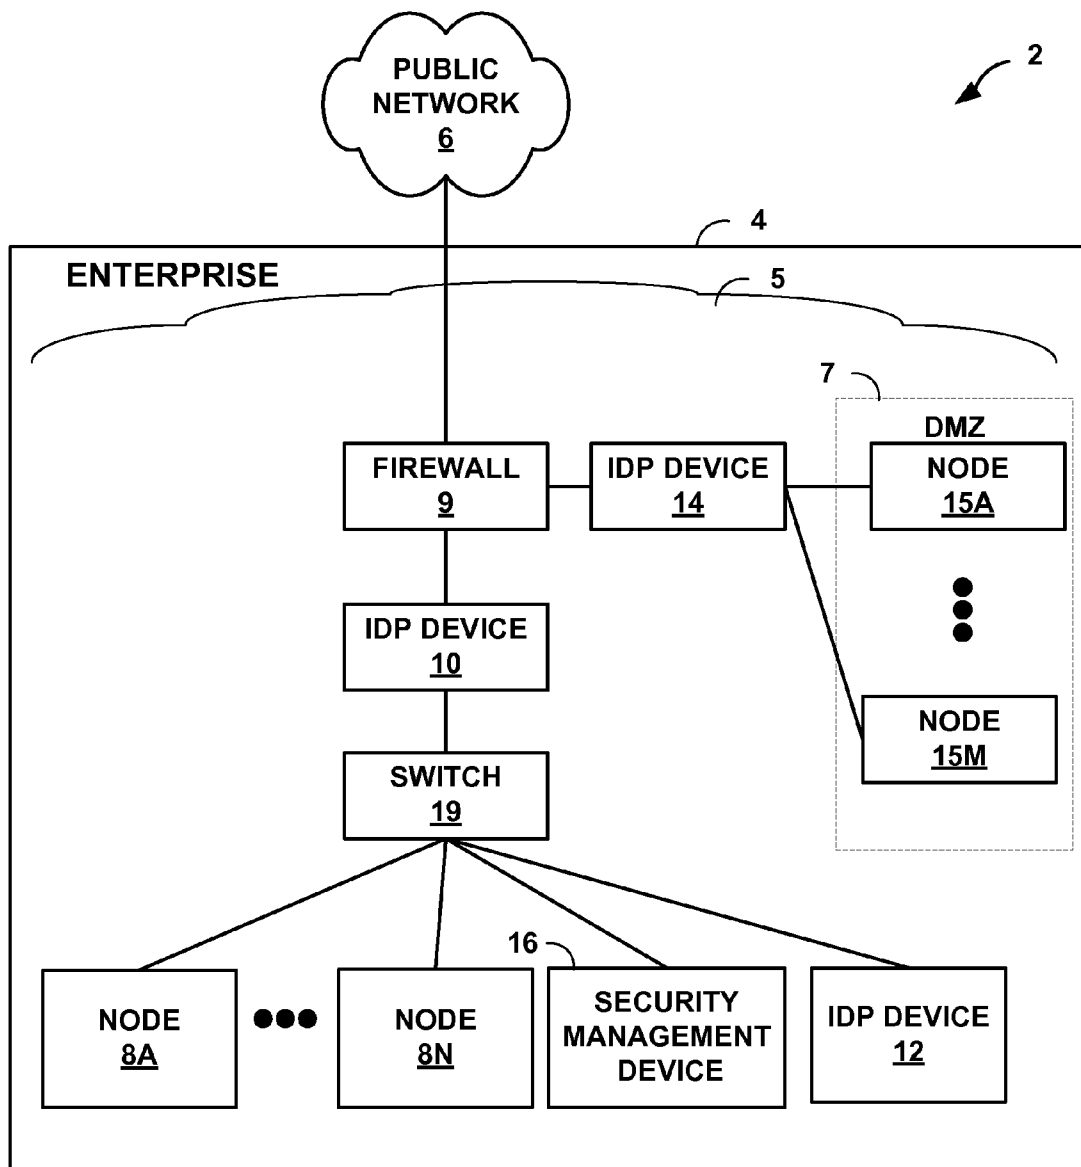 PUBLIC
NETWORK
6
2
4
ENTERPRISE
5
7
DMZ
FIREWALL
9
IDP DEVICE
14
NODE
15A
IDP DEVICE
10
NODE
15M
SWITCH
19
16
NODE
8A
NODE
8N
SECURITY
MANAGEMENT
DEVICE
IDP DEVICE
12